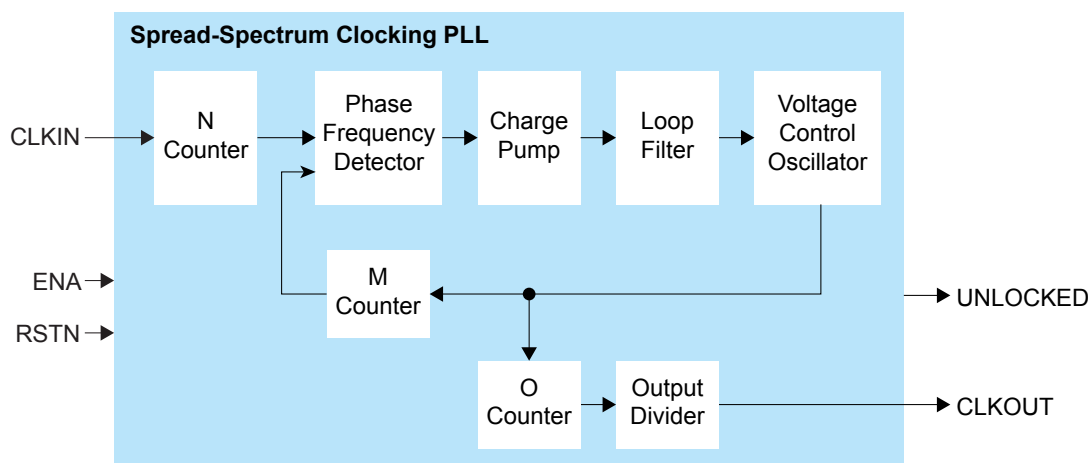 Spread-Spectrum Clocking PLL
CLKIN
N
Counter
Phase
Frequency
Detector
Charge
Pump
Loop
Filter
Voltage
Control
Oscillator
ENA
RSTN
M
Counter
UNLOCKED
O
Counter
Output
Divider
CLKOUT